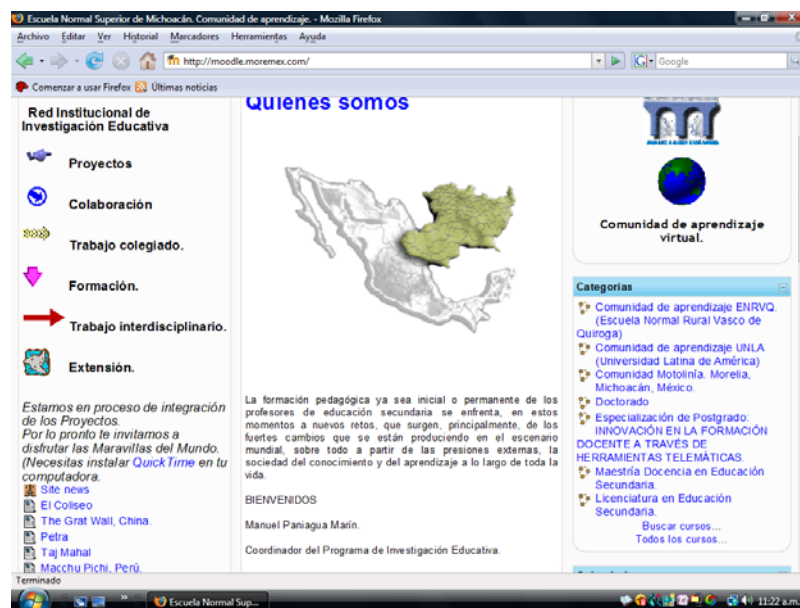 Escuela Normal Superior de Michoacán. Comunidad de aprendizaje. - Mozilla Firefox
Archivo Editar Ver Historial Marcadores Herramientas Ayuda
http://moodle.moremex.com/
Google
Comenzar a usar Firefox Últimas noticias
Red Institucional de
Investigación Educativa
Proyectos
Colaboración
Trabajo colegiado.
Formación.
Trabajo interdisciplinario.
Extensión.
Estamos en proceso de integración
de los Proyectos.
Por lo pronto te invitamos a
disfrutar las Maravillas del Mundo.
(Necesitas instalar QuickTime en tu
computadora.
Site news
El Coliseo
The Grat Wall, China.
Petra
Taj Mahal
Macchu Pichi, Perú.
Quienes somos
La formación pedagógica ya sea inicial o permanente de los
profesores de educación secundaria se enfrenta, en estos
momentos a nuevos retos, que surgen, principalmente, de los
fuertes cambios que se están produciendo en el escenario
mundial, sobre todo a partir de las presiones externas, la
sociedad del conocimiento y del aprendizaje a lo largo de toda la
vida.
BIENVENIDOS
Manuel Paniagua Marín.
Coordinador del Programa de Investigación Educativa.
Comunidad de aprendizaje
virtual.
Categorías
Comunidad de aprendizaje ENRVQ.
(Escuela Normal Rural Vasco de
Quiroga)
Comunidad de aprendizaje UNLA
(Universidad Latina de América)
Comunidad Motolinía. Morelia,
Michoacán, México.
Doctorado
Especialización de Postgrado:
INNOVACIÓN EN LA FORMACIÓN
DOCENTE A TRAVÉS DE
HERRAMIENTAS TELEMÁTICAS.
Maestría Docencia en Educación
Secundaria.
Licenciatura en Educación
Secundaria.
Buscar cursos...
Todos los cursos...
Terminado
Escuela Normal Sup...
11:22 a.m.